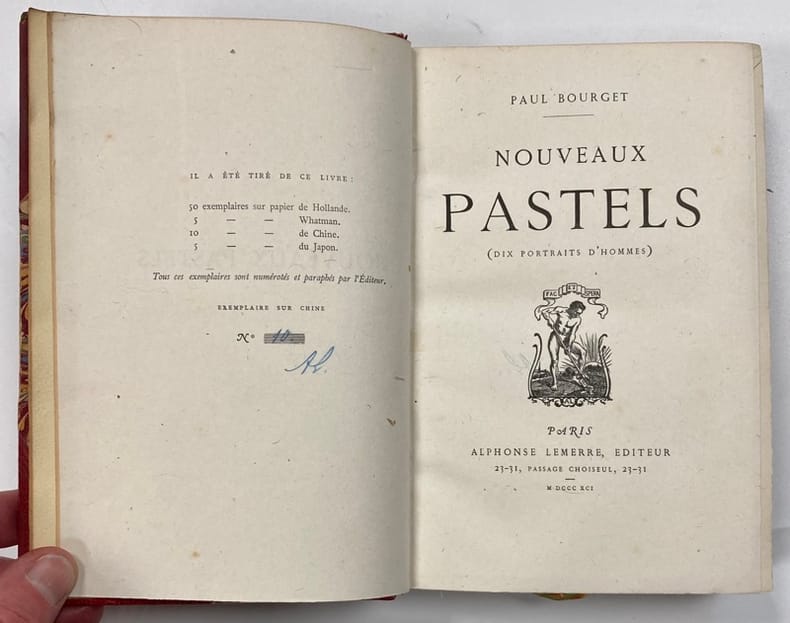 IL A ÉTÉ TIRÉ DE CE LIVRE :
50 exemplaires sur papier de Hollande.
5 — — Whatman.
10 — — de Chine.
5 — — du Japon.
Tous ces exemplaires sont numérotés et paraphés par l'Éditeur.
EXEMPLAIRE SUR CHINE
No 10.
AL.
PAUL BOURGET
NOUVEAUX
PASTELS
(DIX PORTRAITS D'HOMMES)
FAC ET SPERA
PARIS
ALPHONSE LEMERRE, EDITEUR
23-31, PASSAGE CHOISEUL, 23-31
M DCCC XCI